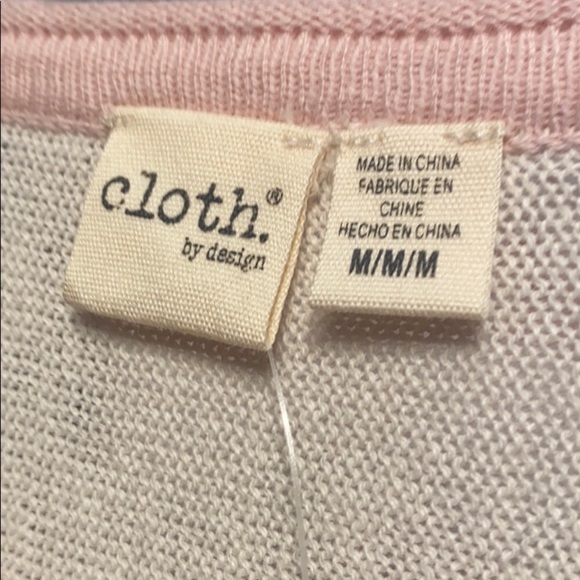 cloth.®
by design
MADE IN CHINA
FABRIQUE EN
CHINE
HECHO EN CHINA
M/M/M